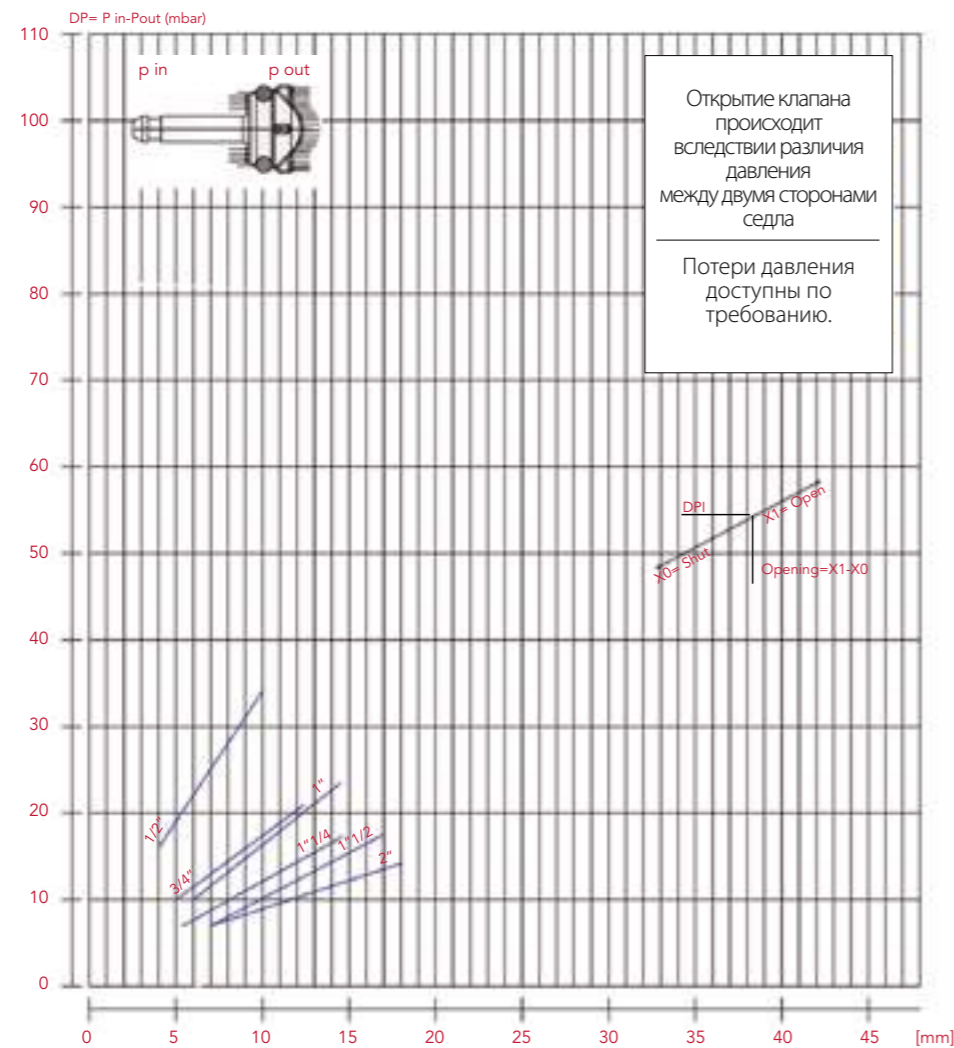 DP= P in-Pout (mbar)
110
p in
p out
100
90
80
70
60
50
40
30
20
10
0
Открытие клапана
происходит
вследствии различия
давления
между двумя сторонами
седла
Потери давления
доступны по
требованию.
DPI
X1= Open
X0= Shut
Opening=X1-X0
1/2"
3/4"
1"
1"1/4
1"1/2
2"
0
5
10
15
20
25
30
35
40
45
[mm]